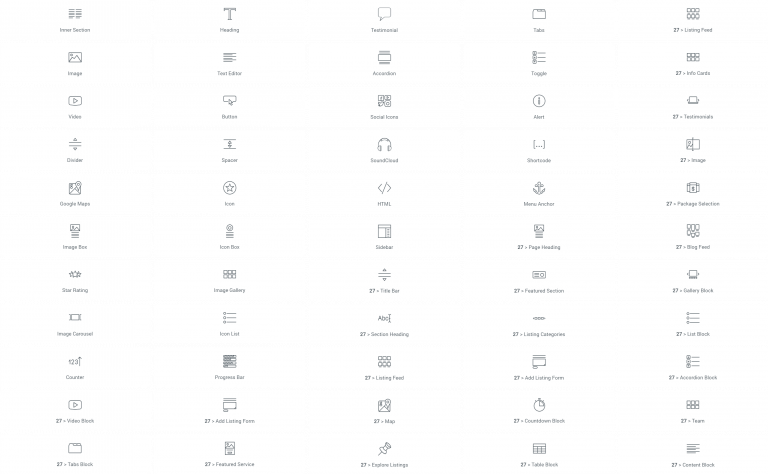 Inner Section
Heading
Testimonial
Tabs
27 > Listing Feed
Image
Text Editor
Accordion
Toggle
27 > Info Cards
Video
Button
Social Icons
Alert
27 > Testimonials
Divider
Spacer
SoundCloud
[...]
Shortcode
27 > Image
Google Maps
Icon
HTML
Menu Anchor
27 > Package Selection
Image Box
Icon Box
Sidebar
27 > Page Heading
27 > Blog Feed
Star Rating
Image Gallery
27 > Title Bar
27 > Featured Section
27 > Gallery Block
Image Carousel
Icon List
Abc
27 > Section Heading
27 > Listing Categories
27 > List Block
123
Counter
Progress Bar
27 > Listing Feed
27 > Add Listing Form
27 > Accordion Block
27 > Video Block
27 > Add Listing Form
27 > Map
27 > Countdown Block
27 > Team
27 > Tabs Block
27 > Featured Service
27 > Explore Listings
27 > Table Block
27 > Content Block